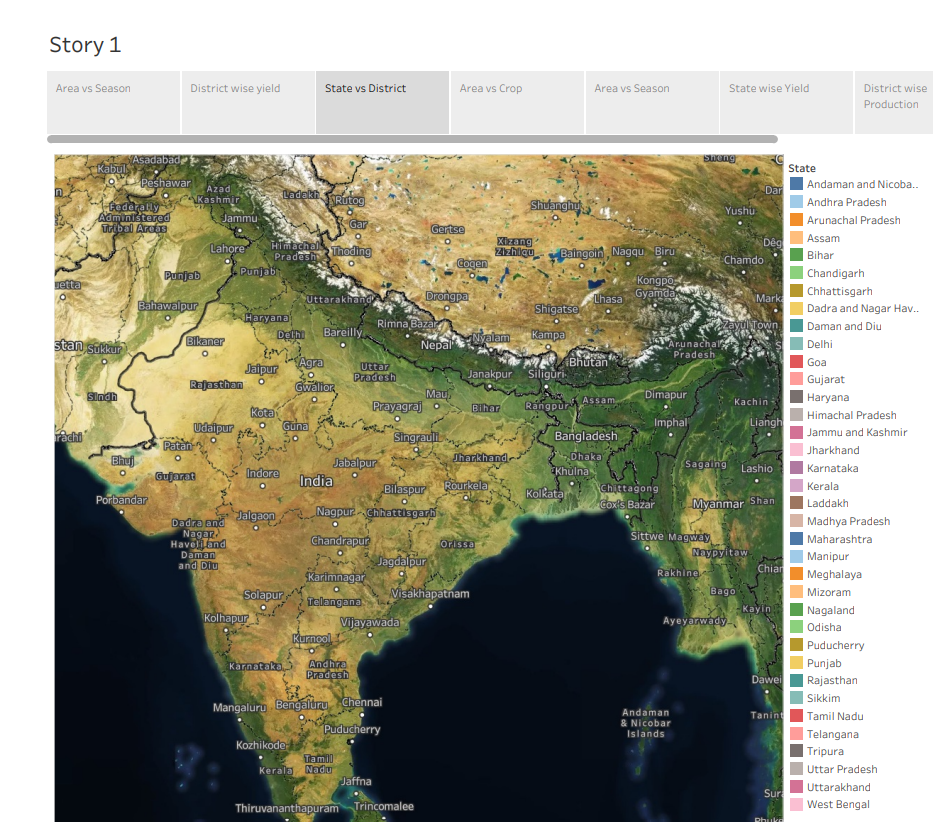 Story 1
Area vs Season
District wise yield
State vs District
Area vs Crop
Area vs Season
State wise Yield
District wise
Production
Asadabad
Kabul
Peshawar
Azad
Kashmir
Ladakh
Rutog
Sheng
Federally
Administered
Tribal Areas
Jammu
Gar
Shuanghu
Yushu
Lahore
Himachal
Pradesh
Thoding
Gertse
Xizang
Zizhiqu
Baingoin
Nagqu
Biru
Chamdo
Punjab
Punjab
Cogen
Kongpo
Gyamda
Bahawalpur
Uttarakhand
Drongpa
Lhasa
Haryana
Rimna Bazar
Shigatse
Zayul Town
Sukkur
Bikaner
Delhi
Bareilly
Nepal
Nyalam
Kampa
Arunachal
Pradesh
Jaipur
Agra
Uttar
Pradesh
Janakpur
Siliguri
Bhutan
Sindh
Rajasthan
Gwalior
Mau
Assam
Dimapur
Kachin
Kota
Prayagraj
Bihar
Rangpur
Udaipur
Guna
Imphal
Patan
Singrauli
Bangladesh
Bhuj
Gujarat
Indore
Jabalpur
Jharkhand
Dhaka
Khulna
Sagaing
Lashio
India
Bilaspur
Rourkela
Kolkata
Chittagong
Porbandar
Jalgaon
Nagpur
Chhattisgarh
Cox's Bazar
Myanmar
Shan
Dadra and
Nagar
Haveli and
Daman
and Diu
Chandrapur
Orissa
Sittwe
Magway
Naypyitaw
Jagdalpur
Karimnagar
Rakhine
Solapur
Telangana
Visakhapatnam
Bago
Kolhapur
Vijayawada
Ayeyarwady
Kayin
Kurnool
Karnataka
Andhra
Pradesh
Dawei
Mangaluru
Bengaluru
Chennai
Andaman
& Nicobar
Islands
Puducherry
Kozhikode
Kerala
Tamil
Nadu
Jaffna
Thiruvananthapuram
Trincomalee
State
Andaman and Nicoba..
Andhra Pradesh
Arunachal Pradesh
Assam
Bihar
Chandigarh
Chhattisgarh
Dadra and Nagar Hav..
Daman and Diu
Delhi
Goa
Gujarat
Haryana
Himachal Pradesh
Jammu and Kashmir
Jharkhand
Karnataka
Kerala
Laddakh
Madhya Pradesh
Maharashtra
Manipur
Meghalaya
Mizoram
Nagaland
Odisha
Puducherry
Punjab
Rajasthan
Sikkim
Tamil Nadu
Telangana
Tripura
Uttar Pradesh
Uttarakhand
West Bengal